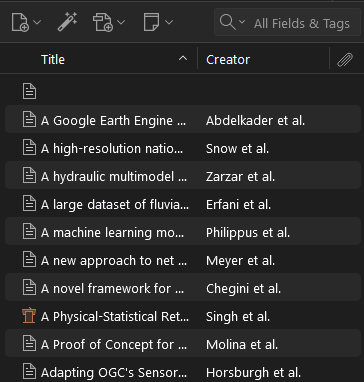 All Fields & Tags
Title Creator
A Google Earth Engine ... Abdelkader et al.
A high-resolution natio... Snow et al.
A hydraulic multimodel ... Zarzar et al.
A large dataset of fluvia... Erfani et al.
A machine learning mo... Philippus et al.
A new approach to net ... Meyer et al.
A novel framework for ... Chegini et al.
A Physical-Statistical Ret... Singh et al.
A Proof of Concept for ... Molina et al.
Adapting OGC's Sensor... Horsburgh et al.